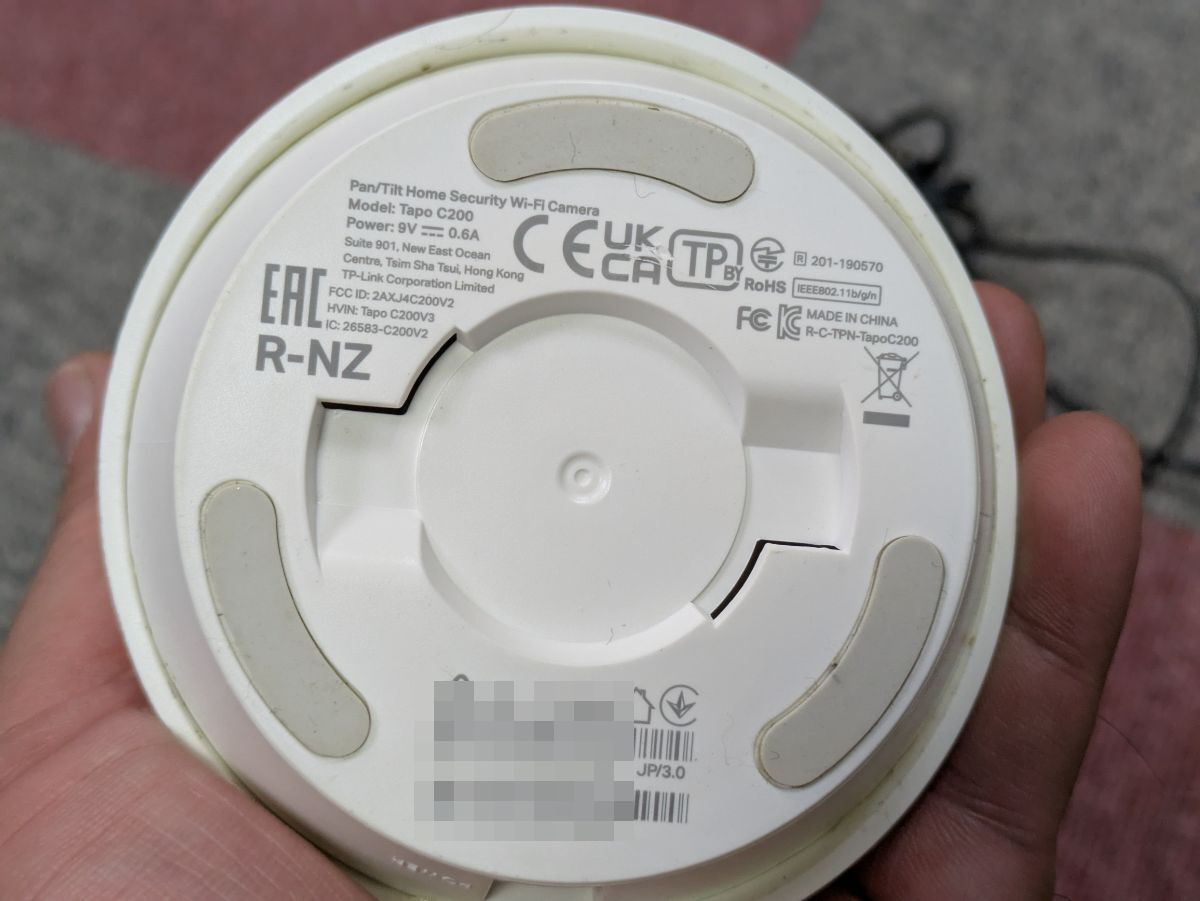 Pan/Tilt Home Security Wi-Fi Camera
Model: Tapo C200
Power: 9V ⎓ 0.6A
Suite 901, New East Ocean
Centre, Tsim Sha Tsui, Hong Kong
TP-Link Corporation Limited
FCC ID: 2AXJ4C200V2
HVIN: Tapo C200V3
IC: 26583-C200V2
EAC
R-NZ
CE
UK
CA
TP
BY
RoHS
R 201-190570
IEEE802.11b/g/n
FC
KC
MADE IN CHINA
R-C-TPN-TapoC200
JP/3.0